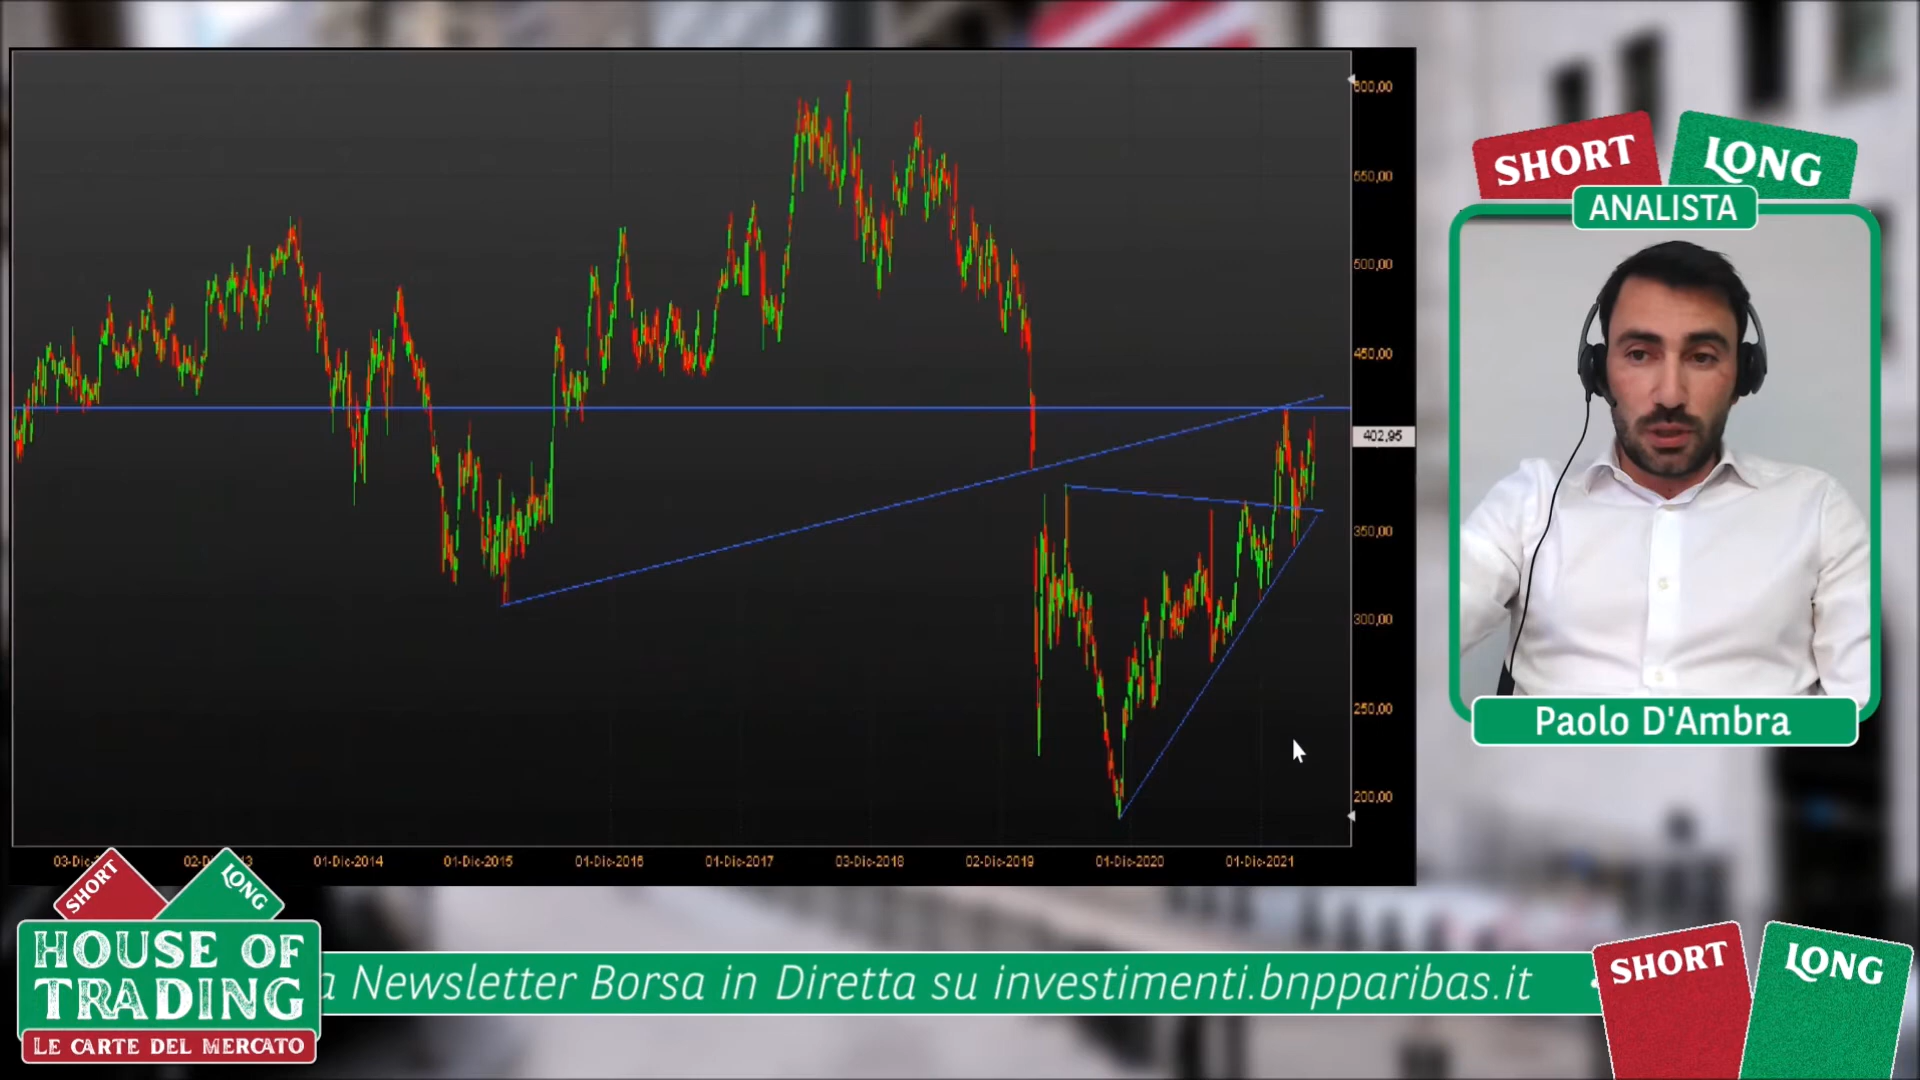 600,00
550,00
500,00
450,00
402,95
350,00
300,00
250,00
200,00
03-Dic-
01-Dic-2014
01-Dic-2015
01-Dic-2016
01-Dic-2017
03-Dic-2018
02-Dic-2019
01-Dic-2020
01-Dic-2021
SHORT
LONG
ANALISTA
Paolo D'Ambra
SHORT
LONG
HOUSE OF
TRADING
LE CARTE DEL MERCATO
a Newsletter Borsa in Diretta su investimenti.bnpparibas.it
SHORT
LONG